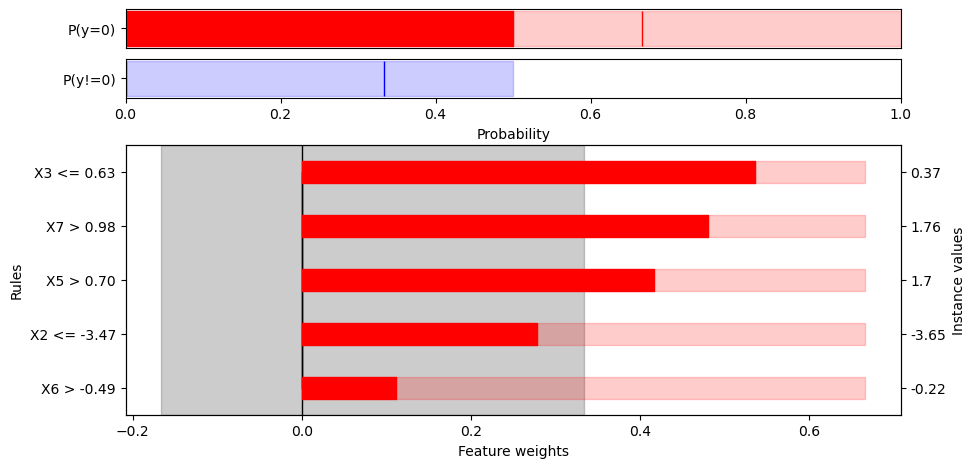 P(y=0)
P(y!=0)
0.0 0.2 0.4 0.6 0.8 1.0
Probability
X3 <= 0.63 0.37
X7 > 0.98 1.76
X5 > 0.70 1.7
X2 <= -3.47 -3.65
X6 > -0.49 -0.22
Rules
Instance values
−0.2 0.0 0.2 0.4 0.6
Feature weights